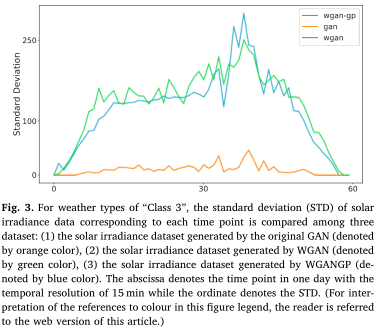 wgan-gp
gan
wgan
Standard Deviation
250
100
0
0
30
60
Fig. 3. For weather types of “Class 3”, the standard deviation (STD) of solar
irradiance data corresponding to each time point is compared among three
dataset: (1) the solar irradiance dataset generated by the original GAN (denoted
by orange color), (2) the solar irradiance dataset generated by WGAN (denoted
by green color), (3) the solar irradiance dataset generated by WGANGP (de-
noted by blue color). The abscissa denotes the time point in one day with the
temporal resolution of 15 min while the ordinate denotes the STD. (For inter-
pretation of the references to colour in this figure legend, the reader is referred
to the web version of this article.)